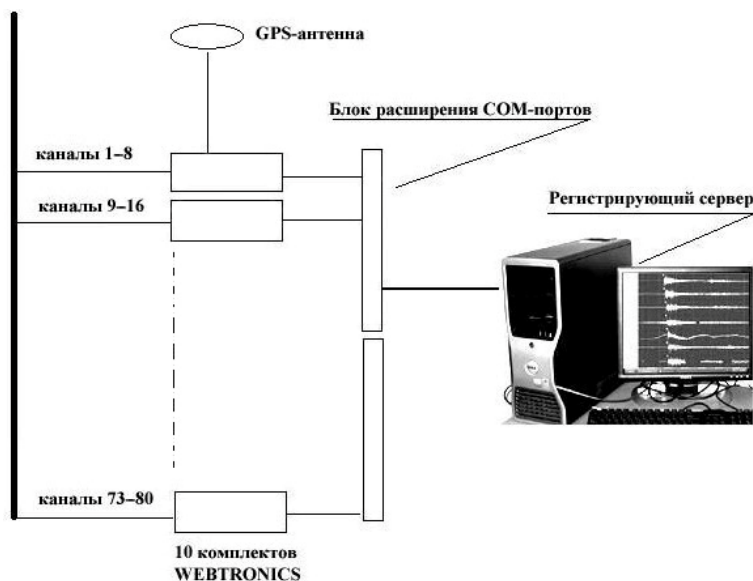 GPS-антенна
Блок расширения COM-портов
каналы 1–8
каналы 9–16
Регистрирующий сервер
каналы 73–80
10 комплектов
WEBTRONICS